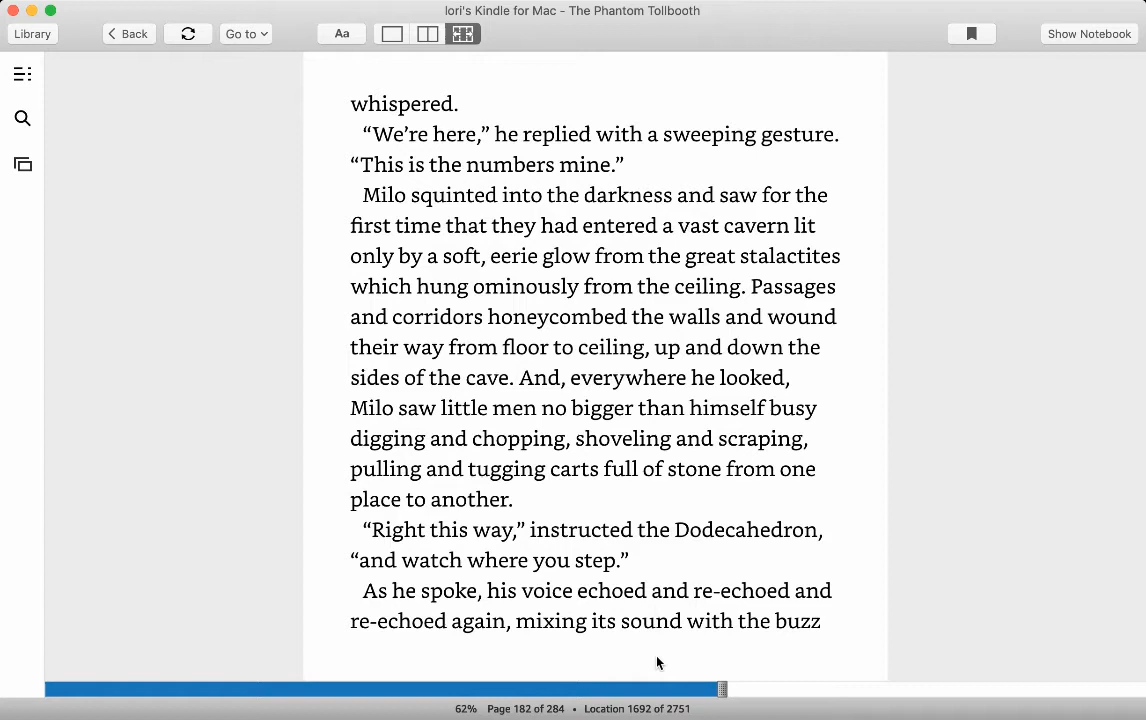 lori's Kindle for Mac - The Phantom Tollbooth
Library
Back
Go to
Aa
Show Notebook
whispered.
“We’re here,” he replied with a sweeping gesture.
“This is the numbers mine.”
Milo squinted into the darkness and saw for the
first time that they had entered a vast cavern lit
only by a soft, eerie glow from the great stalactites
which hung ominously from the ceiling. Passages
and corridors honeycombed the walls and wound
their way from floor to ceiling, up and down the
sides of the cave. And, everywhere he looked,
Milo saw little men no bigger than himself busy
digging and chopping, shoveling and scraping,
pulling and tugging carts full of stone from one
place to another.
“Right this way,” instructed the Dodecahedron,
“and watch where you step.”
As he spoke, his voice echoed and re-echoed and
re-echoed again, mixing its sound with the buzz
62% Page 182 of 284 • Location 1692 of 2751